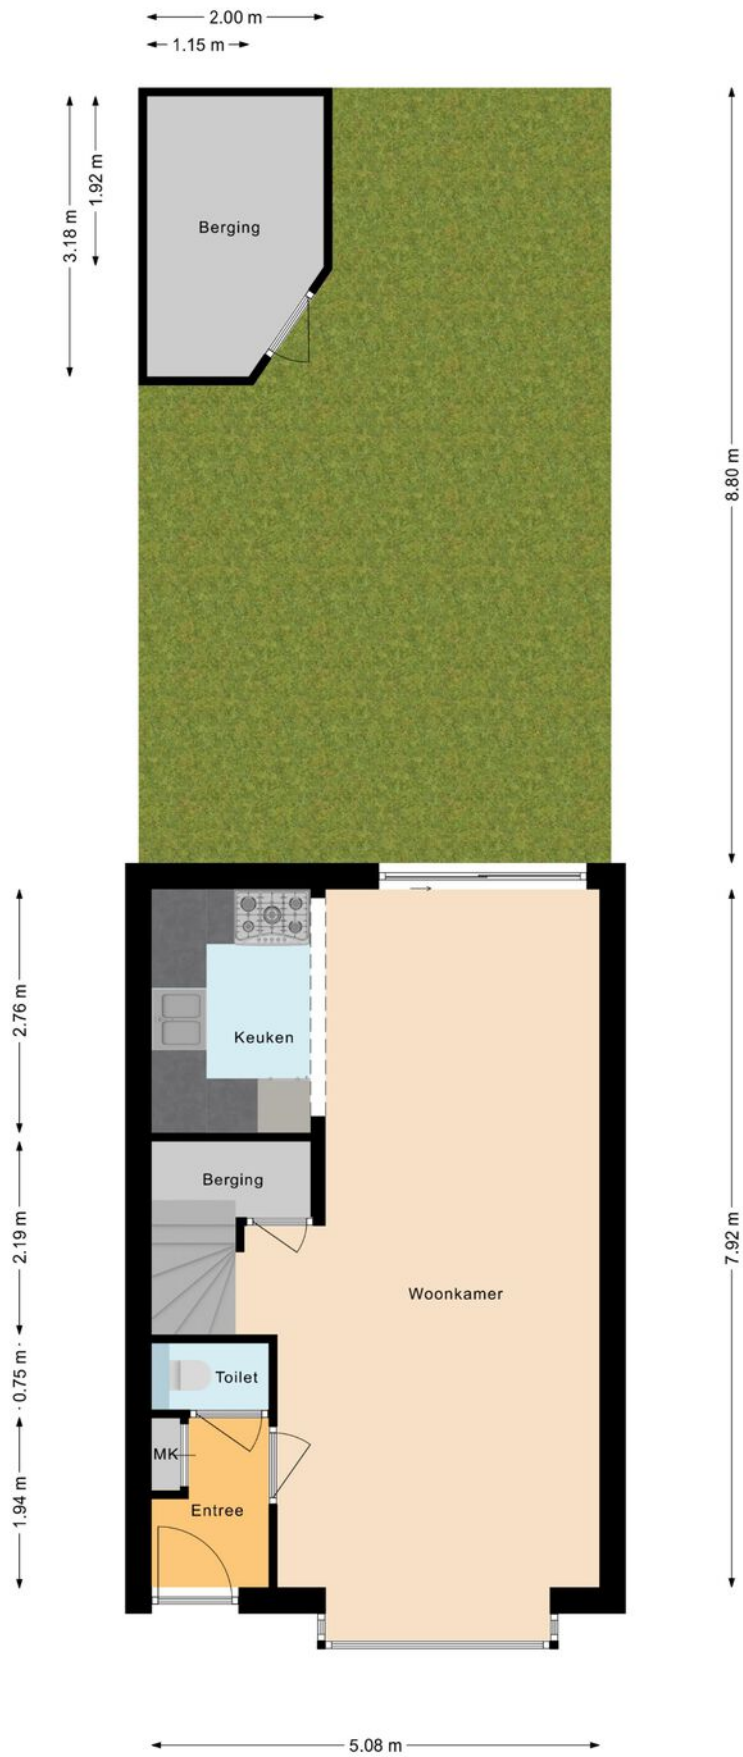 2.00 m
1.15 m
3.18 m
1.92 m
Berging
8.80 m
2.76 m
Keuken
Berging
2.19 m
7.92 m
Woonkamer
0.75 m
Toilet
MK
1.94 m
Entree
5.08 m